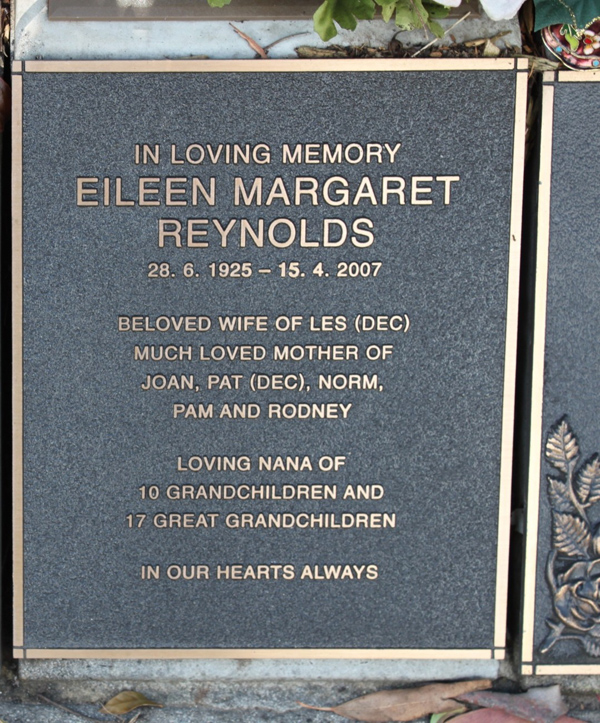 IN LOVING MEMORY
EILEEN MARGARET
REYNOLDS
28. 6. 1925 – 15. 4. 2007
BELOVED WIFE OF LES (DEC)
MUCH LOVED MOTHER OF
JOAN, PAT (DEC), NORM,
PAM AND RODNEY
LOVING NANA OF
10 GRANDCHILDREN AND
17 GREAT GRANDCHILDREN
IN OUR HEARTS ALWAYS